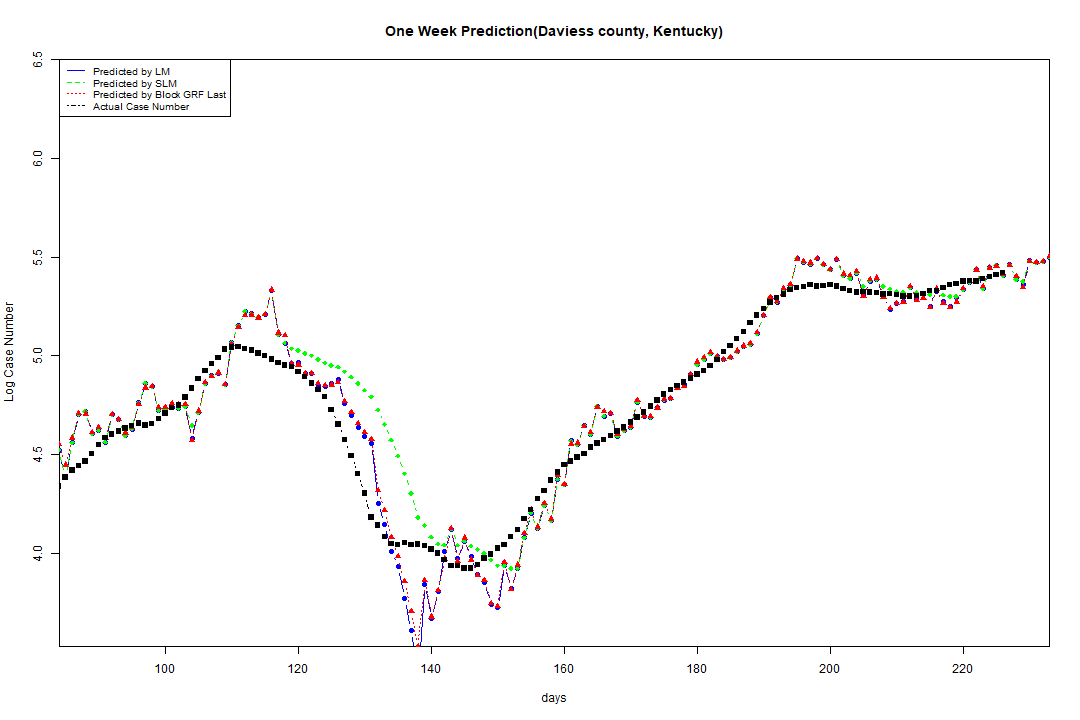 One Week Prediction(Daviess county, Kentucky)
Predicted by LM
Predicted by SLM
Predicted by Block GRF Last
Actual Case Number
6.5
6.0
5.5
5.0
4.5
4.0
Log Case Number
100 120 140 160 180 200 220
days